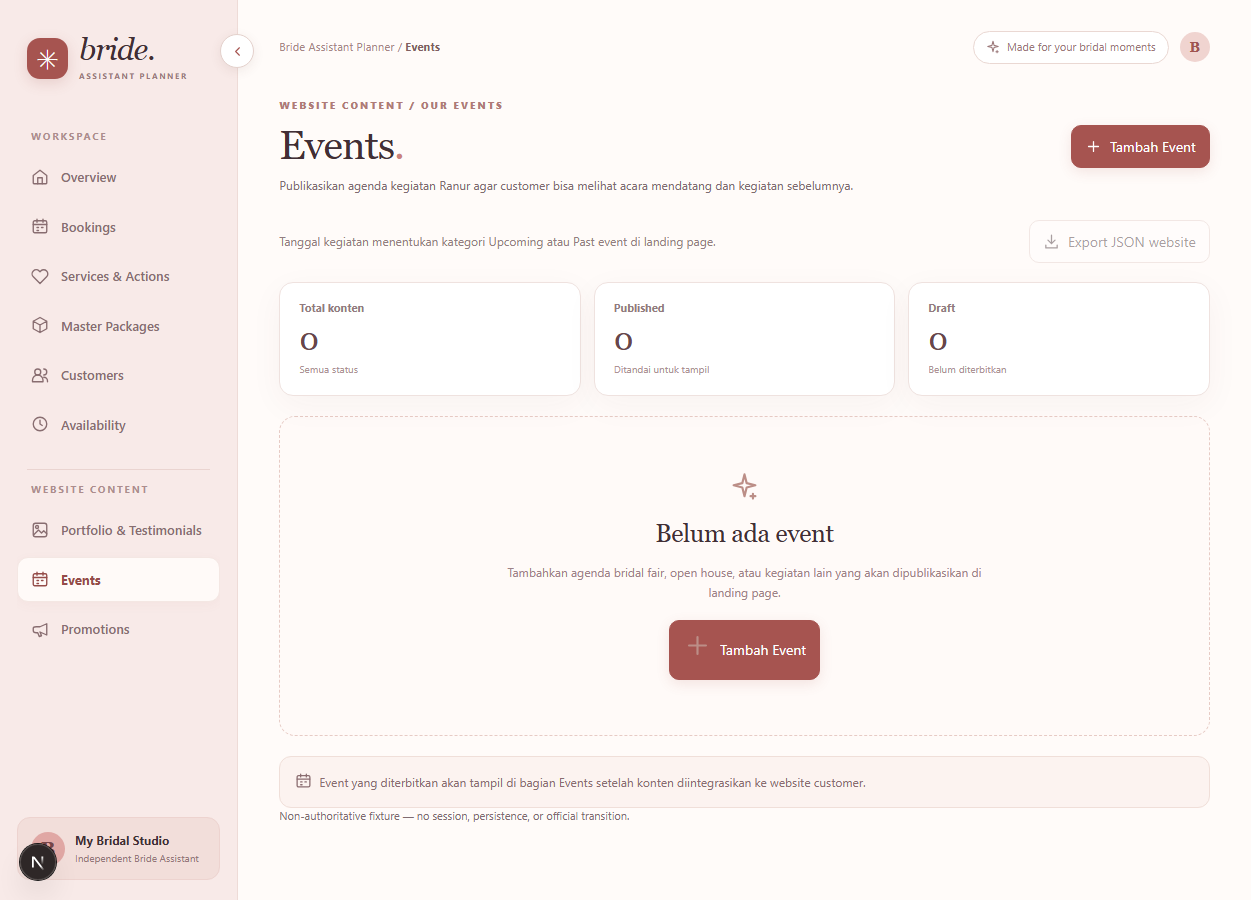 bride.
ASSISTANT PLANNER
WORKSPACE
Overview
Bookings
Services & Actions
Master Packages
Customers
Availability
WEBSITE CONTENT
Portfolio & Testimonials
Events
Promotions
My Bridal Studio
Independent Bride Assistant
N
Bride Assistant Planner / Events
Made for your bridal moments
B
WEBSITE CONTENT / OUR EVENTS
Events.
Tambah Event
Publikasikan agenda kegiatan Ranur agar customer bisa melihat acara mendatang dan kegiatan sebelumnya.
Tanggal kegiatan menentukan kategori Upcoming atau Past event di landing page.
Export JSON website
Total konten
0
Semua status
Published
0
Ditandai untuk tampil
Draft
0
Belum diterbitkan
Belum ada event
Tambahkan agenda bridal fair, open house, atau kegiatan lain yang akan dipublikasikan di
landing page.
Tambah Event
Event yang diterbitkan akan tampil di bagian Events setelah konten diintegrasikan ke website customer.
Non-authoritative fixture — no session, persistence, or official transition.